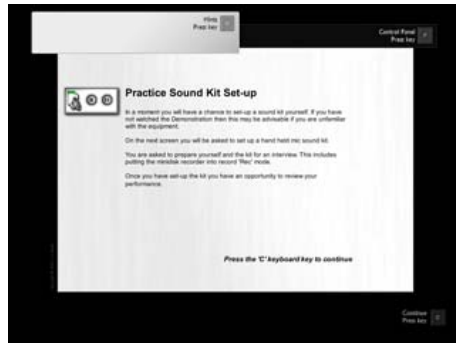 Hints
Press key
Control Panel
Press key
Practice Sound Kit Set-up
In a moment you will have a chance to set-up a sound kit yourself. If you have
not watched the Demonstration then this may be advisable if you are unfamiliar
with the equipment.
On the next screen you will be asked to set up a hand held mic sound kit.
You are asked to prepare yourself and the kit for an interview. This includes
putting the minidisk recorder into record 'Rec' mode.
Once you have set-up the kit you have an opportunity to review your
performance.
Press the 'C' keyboard key to continue
Continue
Press key
C